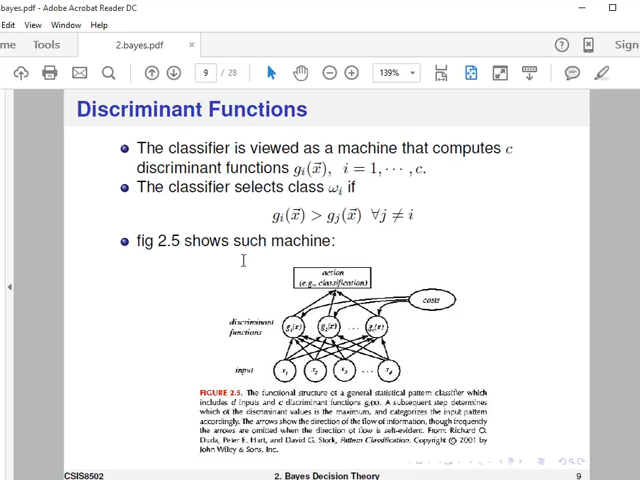 .bayes.pdf - Adobe Acrobat Reader DC
Edit View Window
me Tools 2.bayes.pdf × Sign
9 / 28 139%
Discriminant Functions
The classifier is viewed as a machine that computes c
discriminant functions gᵢ(x⃗), i = 1, ⋯ , c.
The classifier selects class ωᵢ if
gᵢ(x⃗) > gⱼ(x⃗) ∀j ≠ i
fig 2.5 shows such machine:
action
(e.g., classification)
costs
discriminant
functions
g₁(x) g₂(x) ... g꜀(x)
input
x₁ x₂ x₃ ... x_d
FIGURE 2.5. The functional structure of a general statistical pattern classifier which
includes d inputs and c discriminant functions gᵢ(x). A subsequent step determines
which of the discriminant values is the maximum, and categorizes the input pattern
accordingly. The arrows show the direction of the flow of information, though frequently
the arrows are omitted when the direction of flow is self-evident. From: Richard O.
Duda, Peter E. Hart, and David G. Stork, Pattern Classification. Copyright © 2001 by
John Wiley & Sons, Inc.
CSIS8502 2. Bayes Decision Theory 9